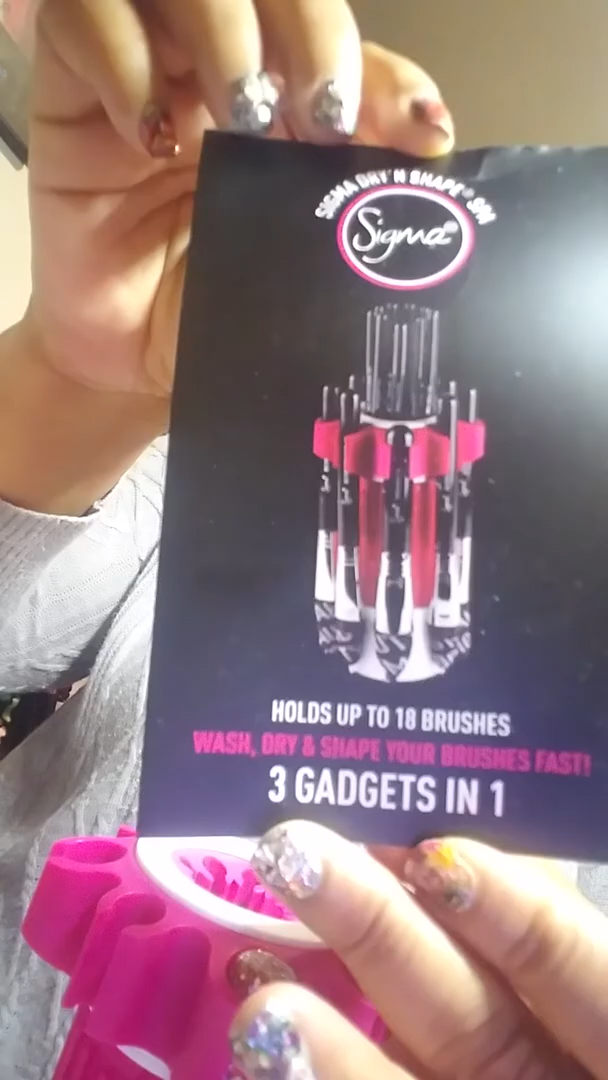 SIGMA DRY'N SHAPE®
Sigma
HOLDS UP TO 18 BRUSHES
WASH, DRY & SHAPE YOUR BRUSHES FAST!
3 GADGETS IN 1